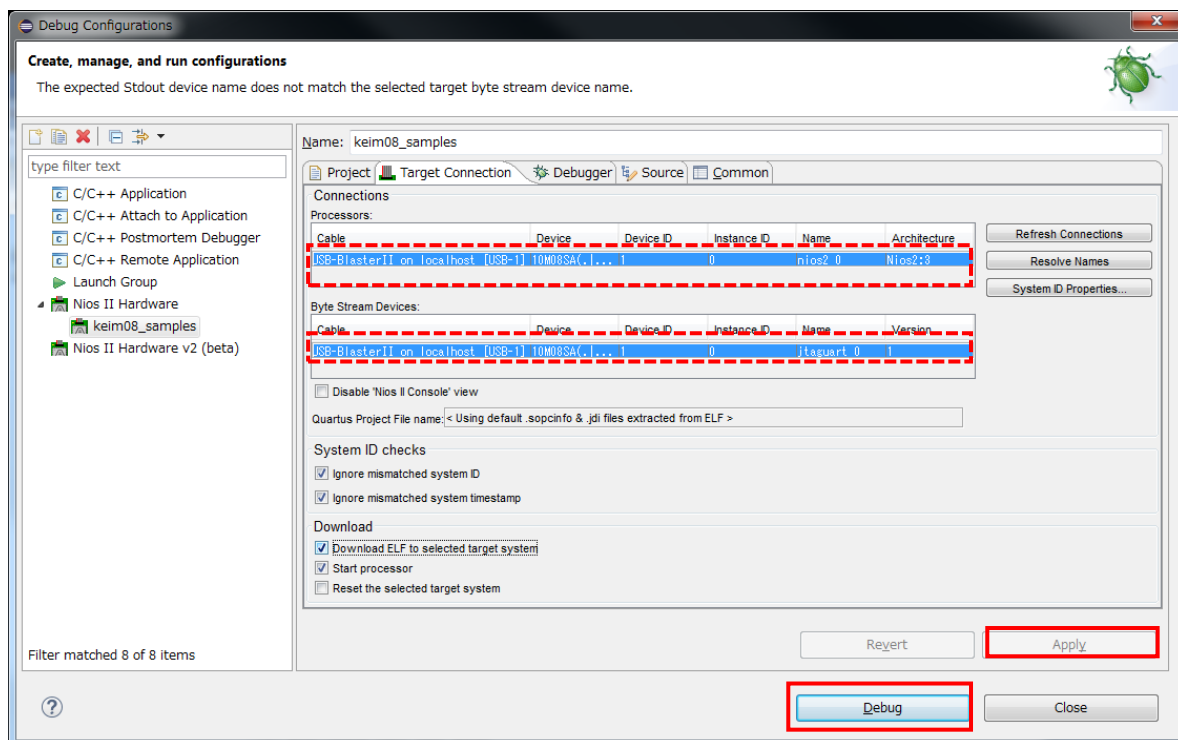 Debug Configurations
Create, manage, and run configurations
The expected Stdout device name does not match the selected target byte stream device name.
type filter text
C/C++ Application
C/C++ Attach to Application
C/C++ Postmortem Debugger
C/C++ Remote Application
Launch Group
Nios II Hardware
keim08_samples
Nios II Hardware v2 (beta)
Filter matched 8 of 8 items
Name: keim08_samples
Project Target Connection Debugger Source Common
Connections
Processors:
Cable Device Device ID Instance ID Name Architecture
USB-BlasterII on localhost [USB-1] 10M08SA(.|... 1 0 nios2_0 Nios2:3
Refresh Connections
Resolve Names
System ID Properties...
Byte Stream Devices:
Cable Device Device ID Instance ID Name Version
USB-BlasterII on localhost [USB-1] 10M08SA(.|... 1 0 jtaguart_0 1
Disable 'Nios II Console' view
Quartus Project File name: < Using default .sopcinfo & .jdi files extracted from ELF >
System ID checks
Ignore mismatched system ID
Ignore mismatched system timestamp
Download
Download ELF to selected target system
Start processor
Reset the selected target system
Revert Apply
Debug Close